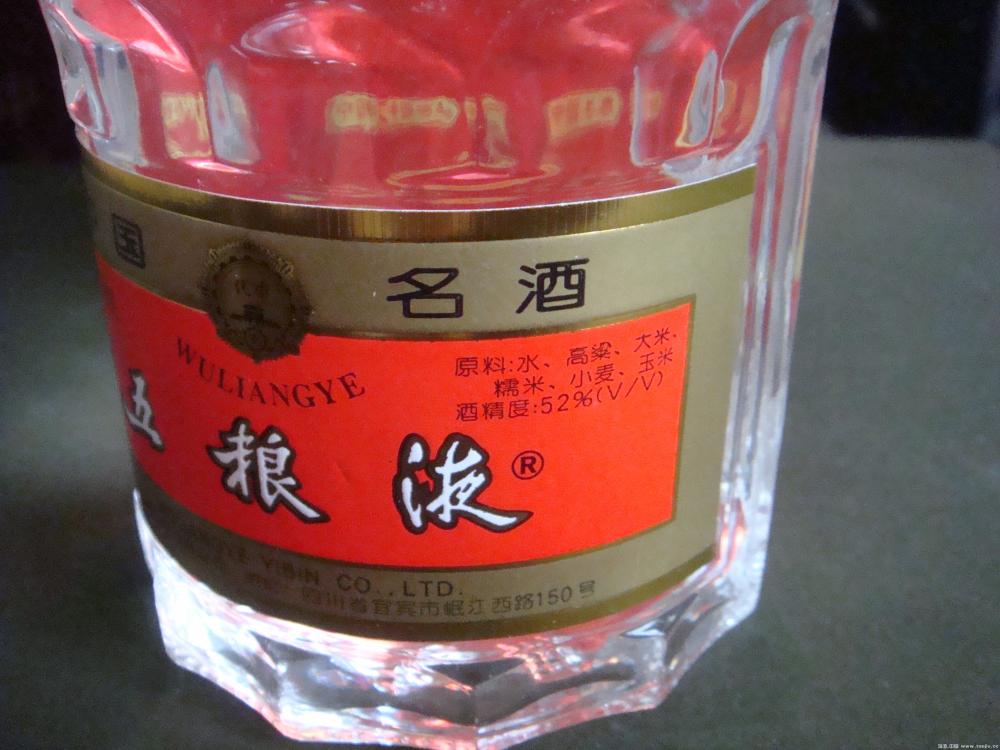 国 名酒
WULIANGYE
原料:水、高粱、大米、
糯米、小麦、玉米
酒精度:52%(V/V)
五粮液®
YIBIN CO.,LTD.
四川省宜宾市岷江西路150号